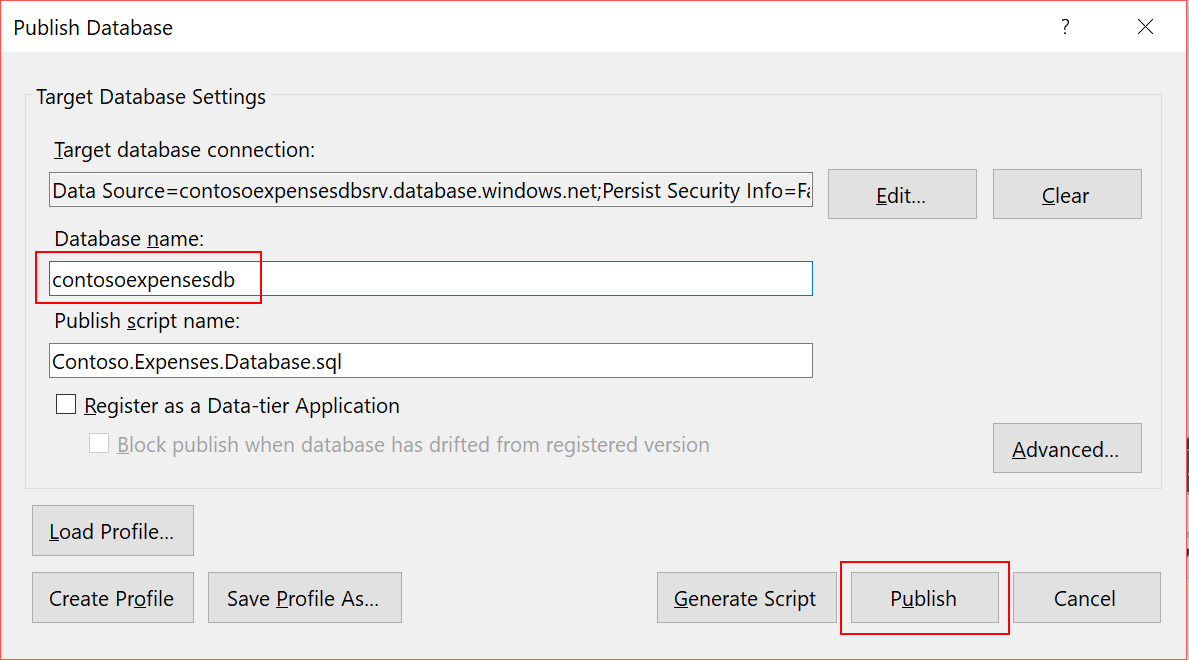 Publish Database
?
Target Database Settings
Target database connection:
Data Source=contosoexpensesdbsrv.database.windows.net;Persist Security Info=Fa
Edit...
Clear
Database name:
contosoexpensesdb
Publish script name:
Contoso.Expenses.Database.sql
Register as a Data-tier Application
Block publish when database has drifted from registered version
Advanced...
Load Profile...
Create Profile
Save Profile As...
Generate Script
Publish
Cancel